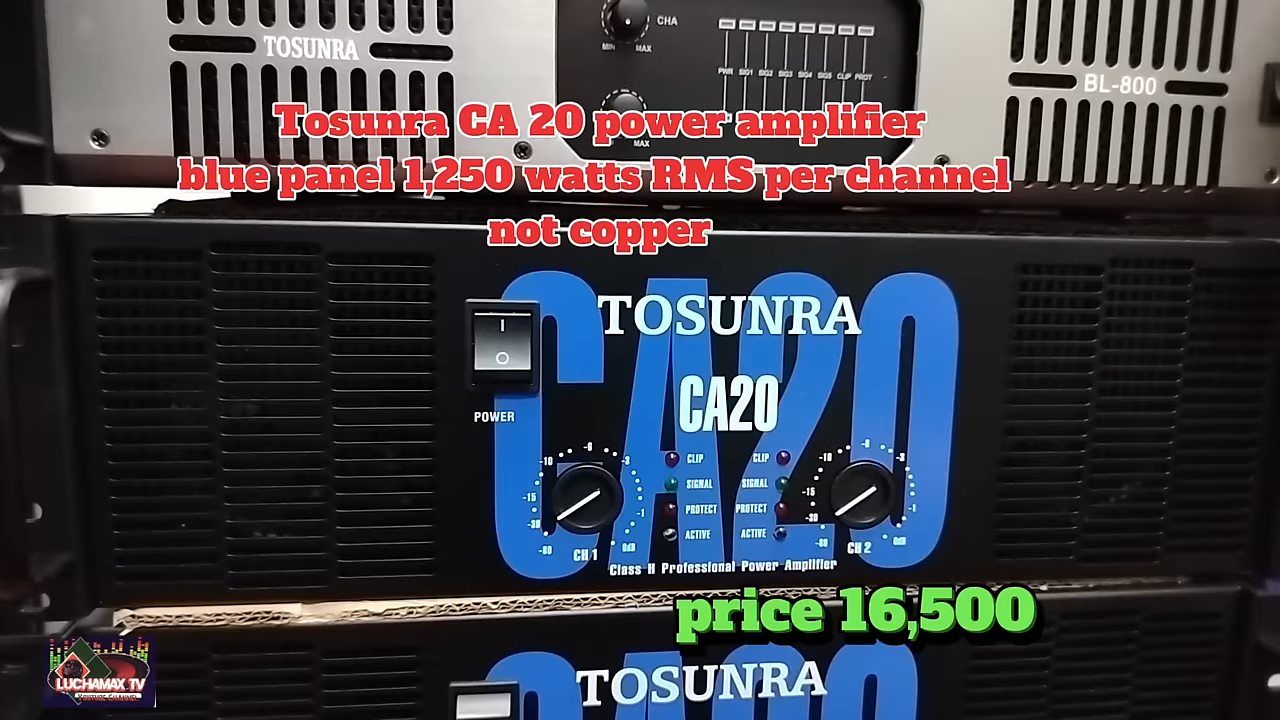 CHA
MIN MAX
TOSUNRA
PWR SIG1 SIG2 SIG3 SIG4 SIG5 CLIP PROT
BL-800
MAX
Tosunra CA 20 power amplifier
blue panel 1,250 watts RMS per channel
not copper
CA20
TOSUNRA
CA20
POWER
CLIP CLIP
SIGNAL SIGNAL
PROTECT PROTECT
ACTIVE ACTIVE
-80 -30 -15 -10 -6 -3 -1 0dB
CH 1
-80 -30 -15 -10 -6 -3 -1 0dB
CH 2
Class H Professional Power Amplifier
price 16,500
LUCHAMAX TV
YOUTUBE CHANNEL
TOSUNRA